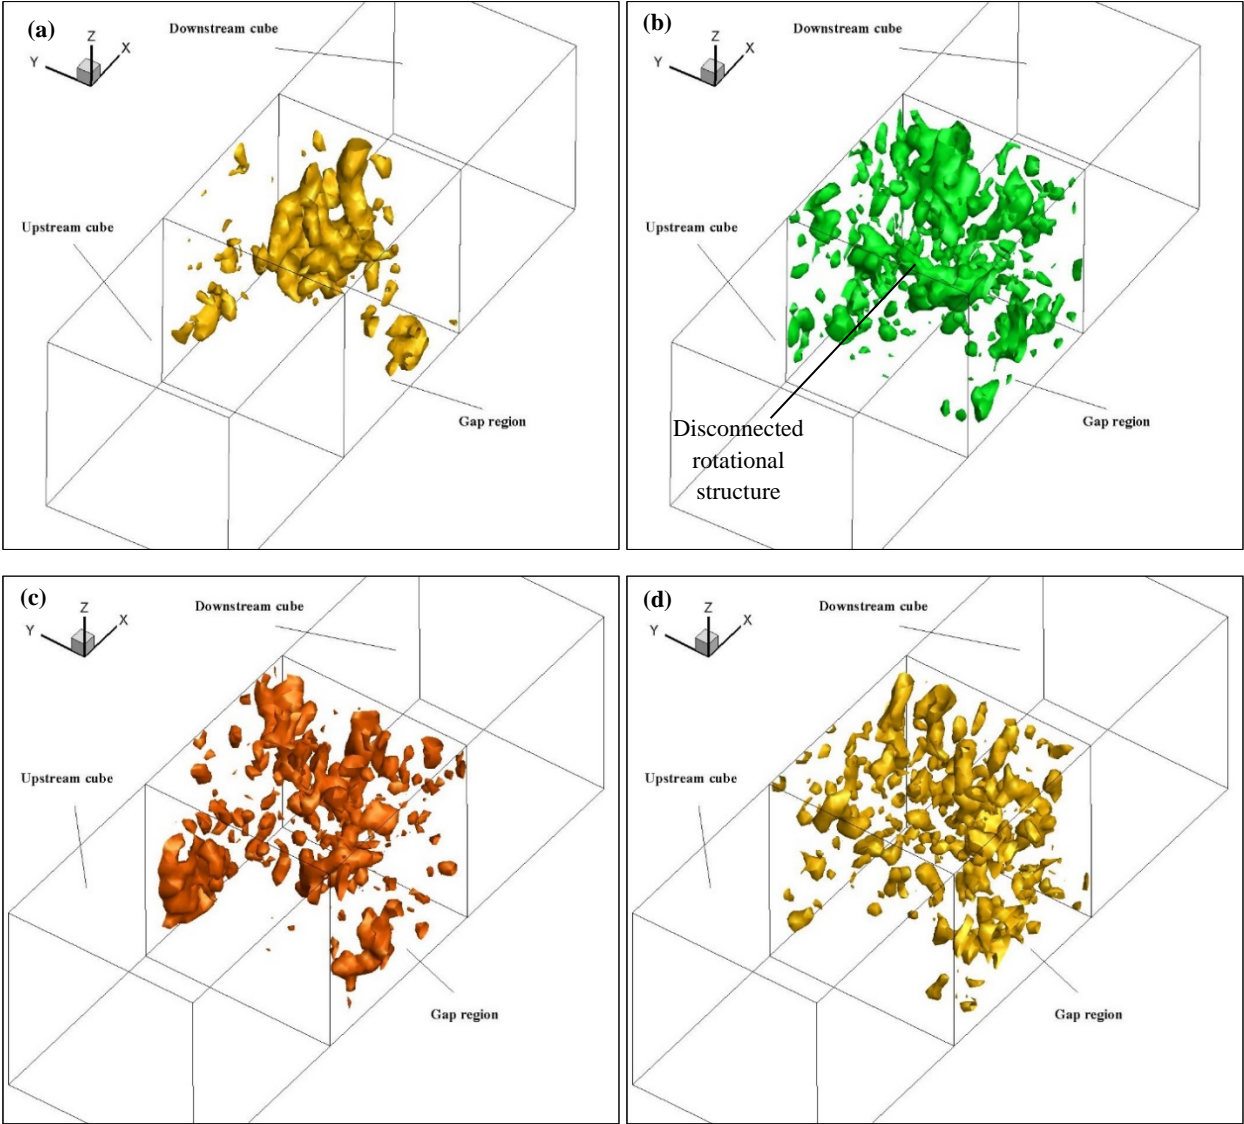 (a)
Downstream cube
Z
X
Y
Upstream cube
Gap region
(b)
Downstream cube
Z
X
Y
Upstream cube
Gap region
Disconnected
rotational
structure
(c)
Downstream cube
Z
X
Y
Upstream cube
Gap region
(d)
Downstream cube
Z
X
Y
Upstream cube
Gap region